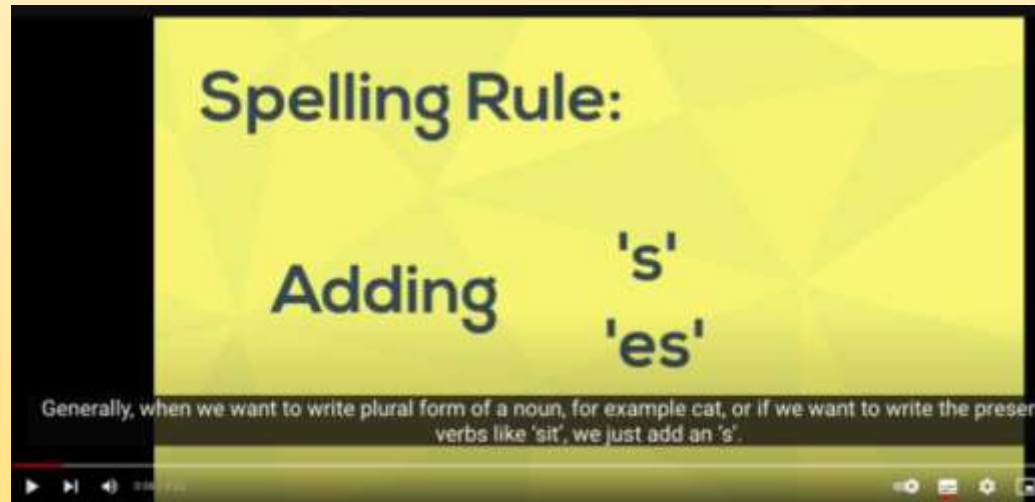 Spelling Rule:
's'
Adding
'es'
Generally, when we want to write plural form of a noun, for example cat, or if we want to write the
verbs like 'sit', we just add an 's'.